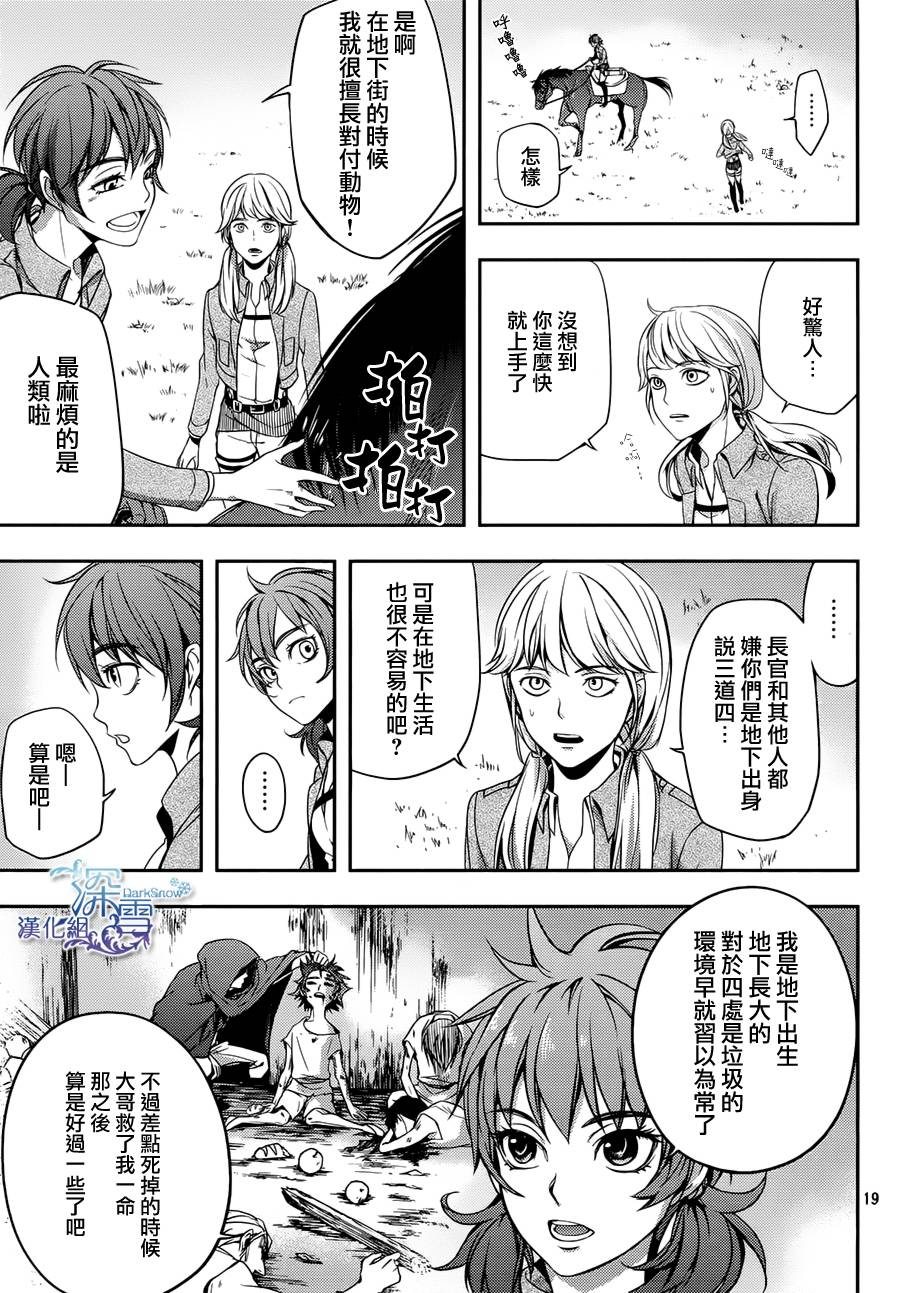 ……
呼嚕嚕嚕
噠噠噠
怎樣
好驚人…
沒想到
你這麼快
就上手了
哈啊…
是啊
在地下街的時候
我就很擅長對付動物！
拍打
拍打
最麻煩的是
人類啦
……
長官和其他人都
嫌你們是地下出身
説三道四…
可是在地下生活
也很不容易的吧？
……
嗯─
算是吧─
我是地下出生
地下長大的
對於四處是垃圾的
環境早就習以為常了
不過差點死掉的時候
大哥救了我一命
那之後
算是好過一些了吧
深雪
DarkSnow
漢化組
19